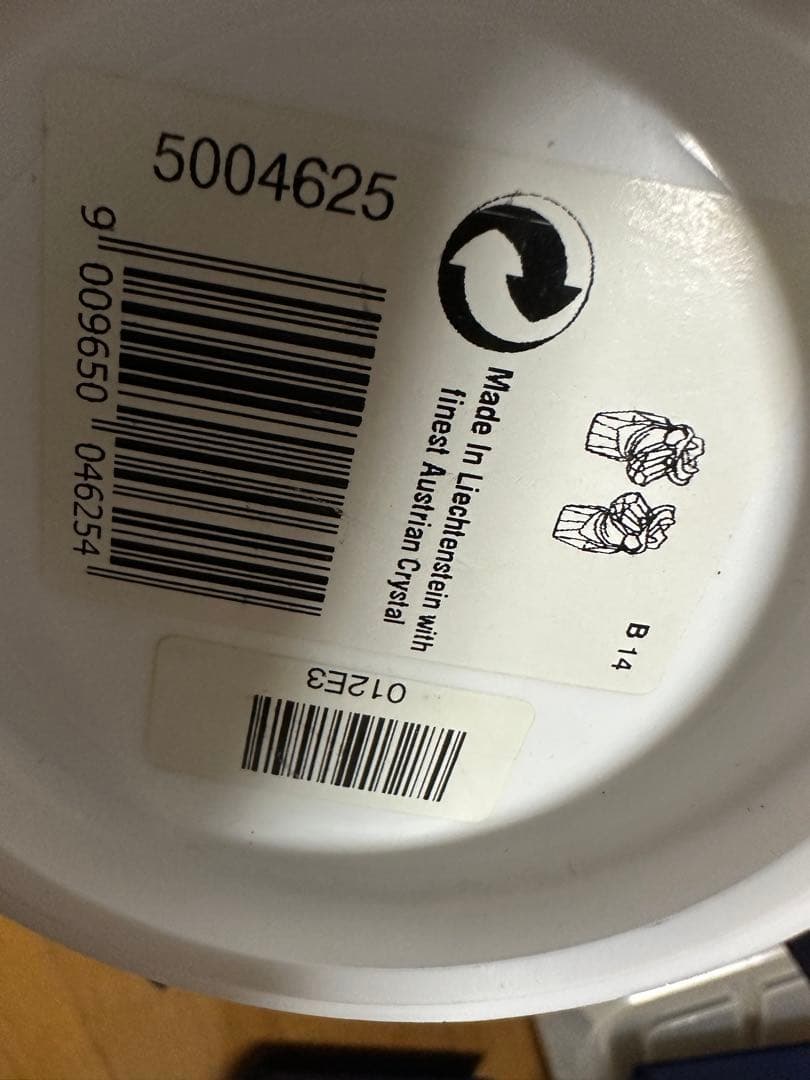 5004625
9 009650 046254
Made In Liechtenstein with
finest Austrian Crystal
B 14
012E3